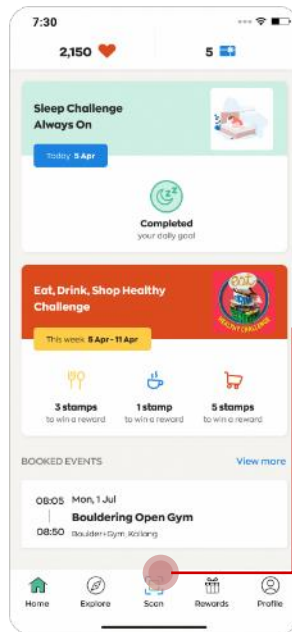 7:30
2,150
5
Sleep Challenge
Always On
Today 5 Apr
Completed
your daily goal
Eat, Drink, Shop Healthy
Challenge
EAT
HEALTHY CHALLENGE
This week 5 Apr - 11 Apr
3 stamps
to win a reward
1 stamp
to win a reward
5 stamps
to win a reward
BOOKED EVENTS
View more
08:05 Mon, 1 Jul
Bouldering Open Gym
08:50 Boulder+Gym, Kallang
Home
Explore
Scan
Rewards
Profile